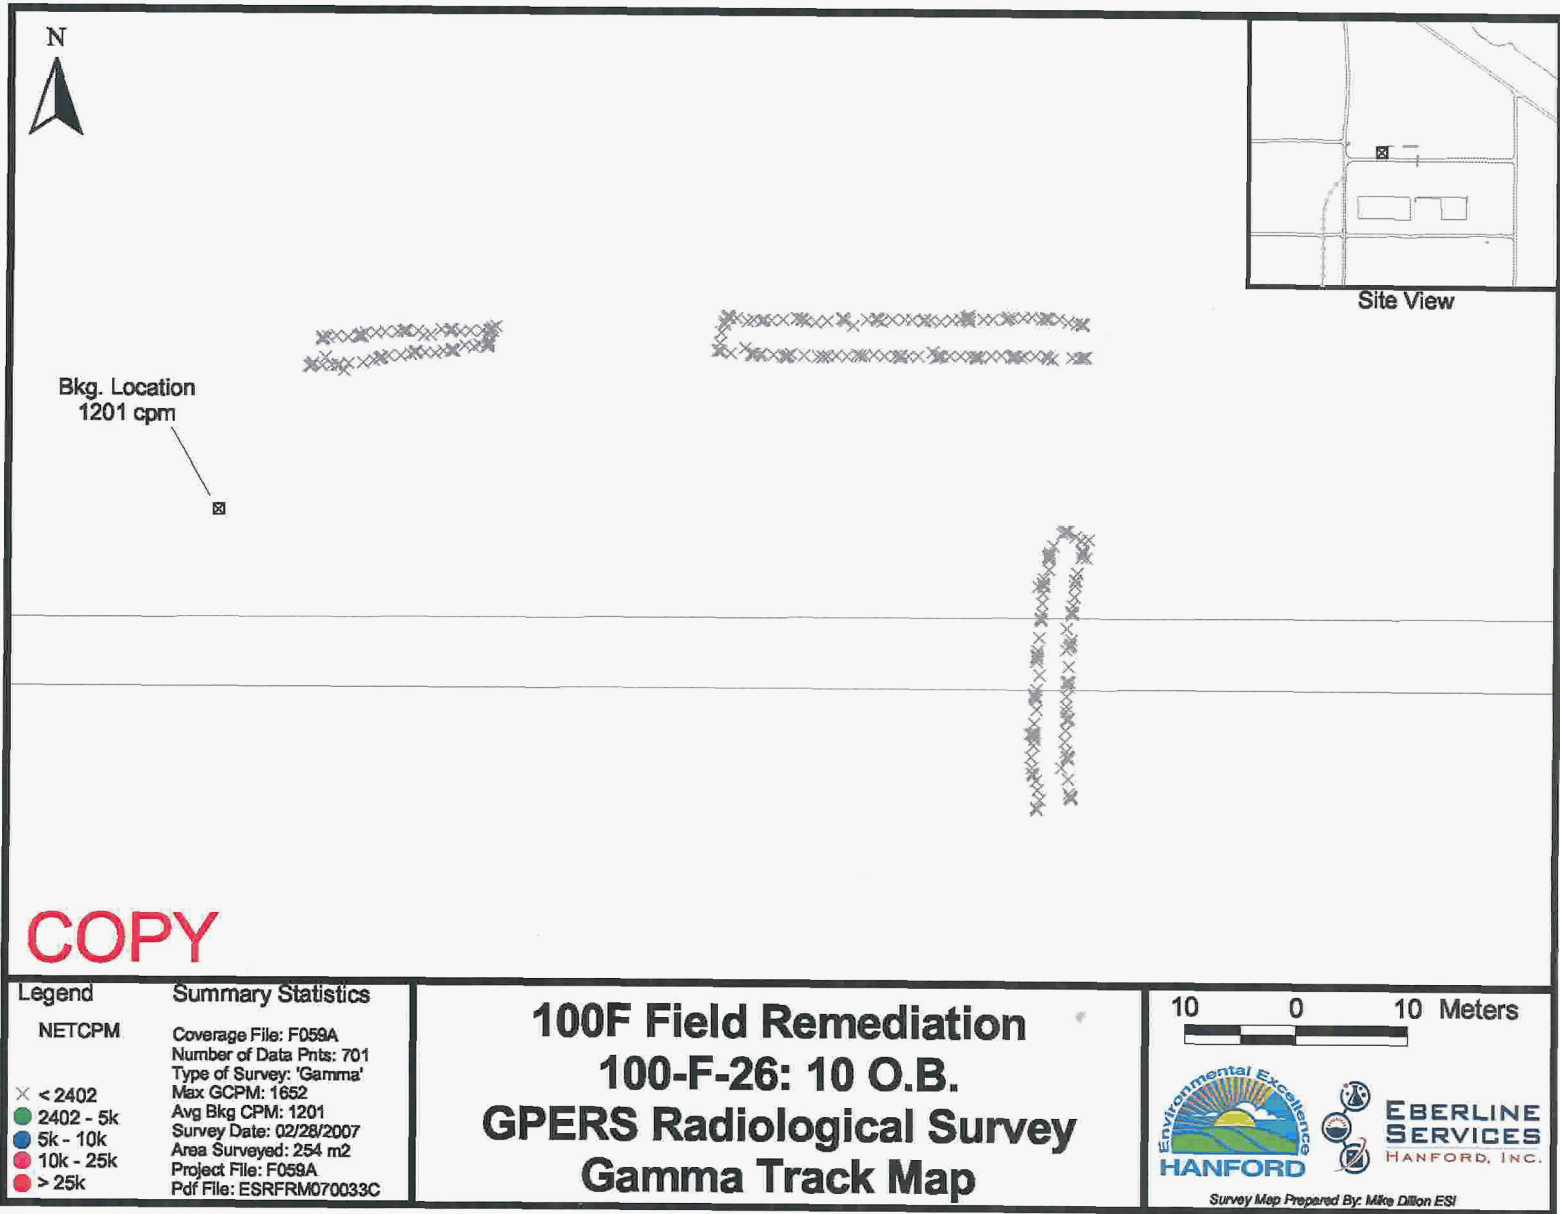 N
Site View
Bkg. Location
1201 cpm
COPY
Legend
NETCPM
< 2402
2402 - 5k
5k - 10k
10k - 25k
> 25k
Summary Statistics
Coverage File: F059A
Number of Data Pnts: 701
Type of Survey: 'Gamma'
Max GCPM: 1652
Avg Bkg CPM: 1201
Survey Date: 02/28/2007
Area Surveyed: 254 m2
Project File: F059A
Pdf File: ESRFRM070033C
100F Field Remediation
100-F-26: 10 O.B.
GPERS Radiological Survey
Gamma Track Map
10 0 10 Meters
Environmental Excellence
HANFORD
EBERLINE
SERVICES
HANFORD, INC.
Survey Map Prepared By: Mike Dillon ESI